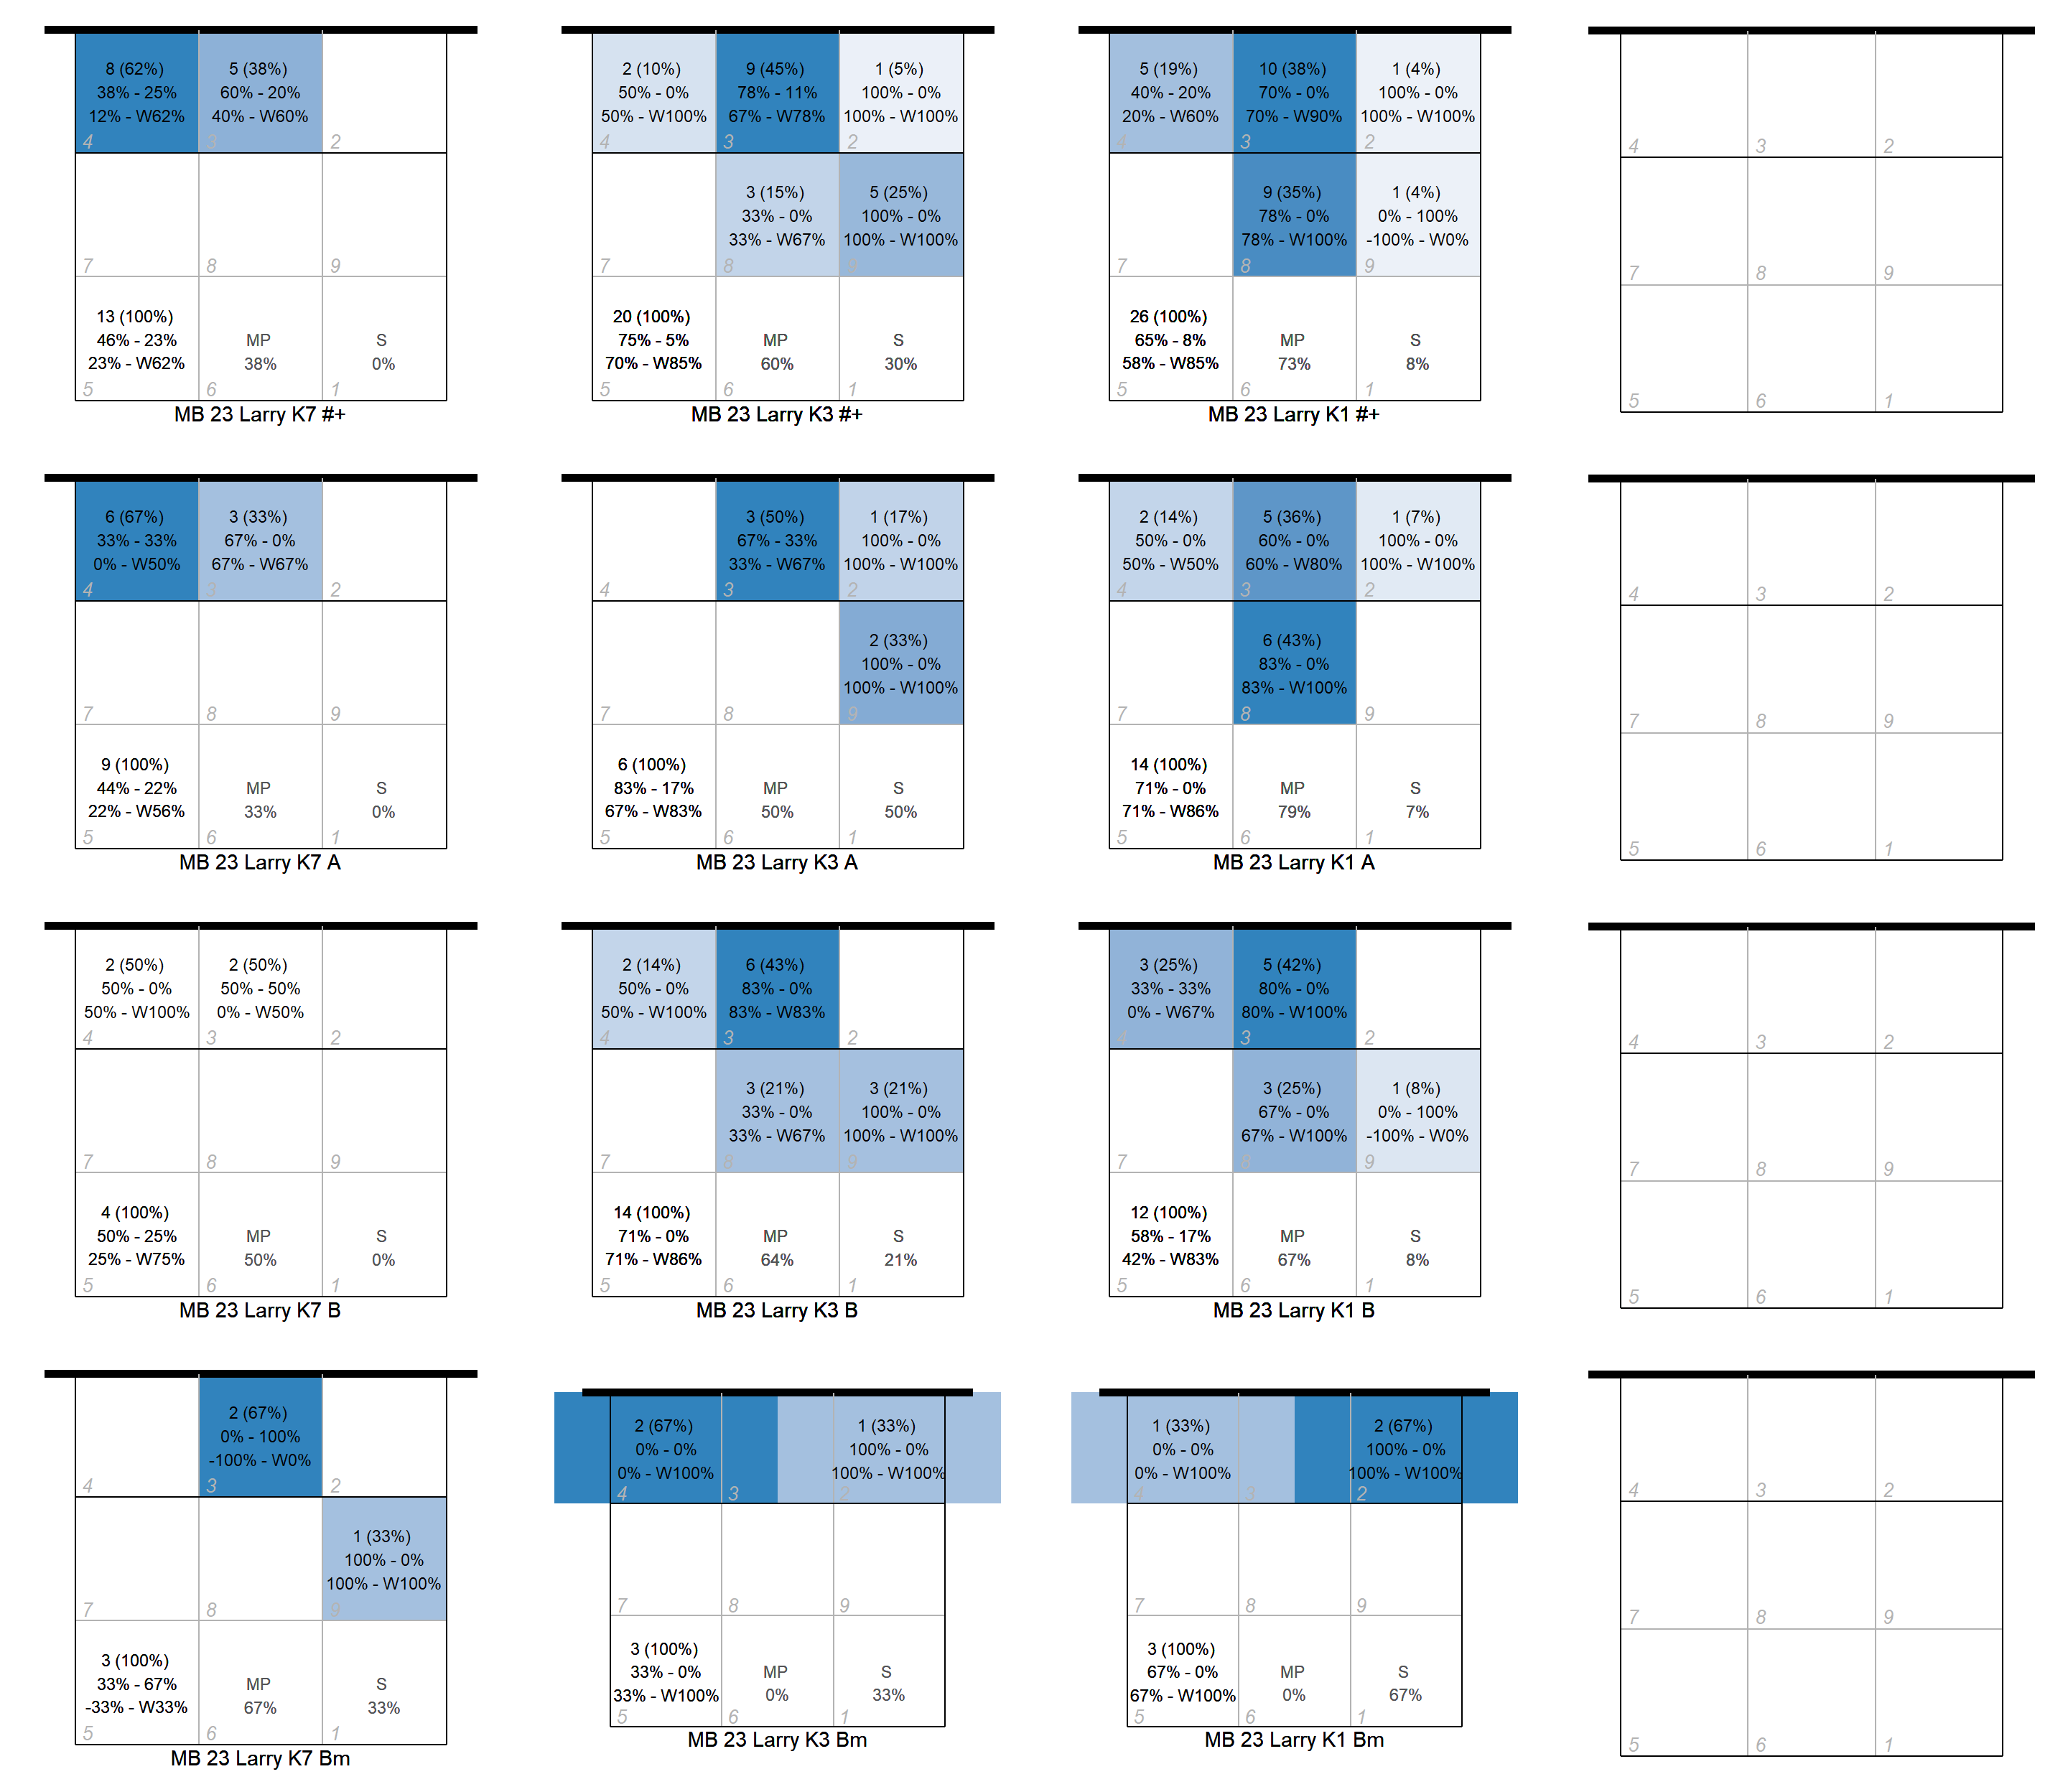 8 (62%) 5 (38%)
38% - 25% 60% - 20%
12% - W62% 40% - W60%
4 3 2
7 8 9
13 (100%)
46% - 23% MP S
23% - W62% 38% 0%
5 6 1
MB 23 Larry K7 #+
2 (10%) 9 (45%) 1 (5%)
50% - 0% 78% - 11% 100% - 0%
50% - W100% 67% - W78% 100% - W100%
4 3 2
3 (15%) 5 (25%)
33% - 0% 100% - 0%
33% - W67% 100% - W100%
7 8 9
20 (100%)
75% - 5% MP S
70% - W85% 60% 30%
5 6 1
MB 23 Larry K3 #+
5 (19%) 10 (38%) 1 (4%)
40% - 20% 70% - 0% 100% - 0%
20% - W60% 70% - W90% 100% - W100%
4 3 2
9 (35%) 1 (4%)
78% - 0% 0% - 100%
78% - W100% -100% - W0%
7 8 9
26 (100%)
65% - 8% MP S
58% - W85% 73% 8%
5 6 1
MB 23 Larry K1 #+
4 3 2
7 8 9
5 6 1
6 (67%) 3 (33%)
33% - 33% 67% - 0%
0% - W50% 67% - W67%
4 3 2
7 8 9
9 (100%)
44% - 22% MP S
22% - W56% 33% 0%
5 6 1
MB 23 Larry K7 A
3 (50%) 1 (17%)
67% - 33% 100% - 0%
33% - W67% 100% - W100%
4 3 2
2 (33%)
100% - 0%
100% - W100%
7 8 9
6 (100%)
83% - 17% MP S
67% - W83% 50% 50%
5 6 1
MB 23 Larry K3 A
2 (14%) 5 (36%) 1 (7%)
50% - 0% 60% - 0% 100% - 0%
50% - W50% 60% - W80% 100% - W100%
4 3 2
6 (43%)
83% - 0%
83% - W100%
7 8 9
14 (100%)
71% - 0% MP S
71% - W86% 79% 7%
5 6 1
MB 23 Larry K1 A
4 3 2
7 8 9
5 6 1
2 (50%) 2 (50%)
50% - 0% 50% - 50%
50% - W100% 0% - W50%
4 3 2
7 8 9
4 (100%)
50% - 25% MP S
25% - W75% 50% 0%
5 6 1
MB 23 Larry K7 B
2 (14%) 6 (43%)
50% - 0% 83% - 0%
50% - W100% 83% - W83%
4 3 2
3 (21%) 3 (21%)
33% - 0% 100% - 0%
33% - W67% 100% - W100%
7 8 9
14 (100%)
71% - 0% MP S
71% - W86% 64% 21%
5 6 1
MB 23 Larry K3 B
3 (25%) 5 (42%)
33% - 33% 80% - 0%
0% - W67% 80% - W100%
4 3 2
3 (25%) 1 (8%)
67% - 0% 0% - 100%
67% - W100% -100% - W0%
7 8 9
12 (100%)
58% - 17% MP S
42% - W83% 67% 8%
5 6 1
MB 23 Larry K1 B
4 3 2
7 8 9
5 6 1
2 (67%)
0% - 100%
-100% - W0%
4 3 2
1 (33%)
100% - 0%
100% - W100%
7 8 9
3 (100%)
33% - 67% MP S
-33% - W33% 67% 33%
5 6 1
MB 23 Larry K7 Bm
2 (67%) 1 (33%)
0% - 0% 100% - 0%
0% - W100% 100% - W100%
4 3 2
7 8 9
3 (100%)
33% - 0% MP S
33% - W100% 0% 33%
5 6 1
MB 23 Larry K3 Bm
1 (33%) 2 (67%)
0% - 0% 100% - 0%
0% - W100% 100% - W100%
4 3 2
7 8 9
3 (100%)
67% - 0% MP S
67% - W100% 0% 67%
5 6 1
MB 23 Larry K1 Bm
4 3 2
7 8 9
5 6 1